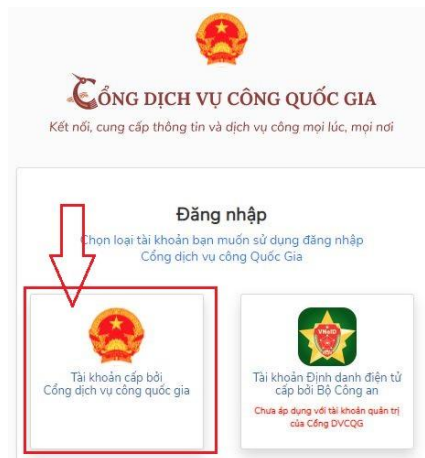 CỔNG DỊCH VỤ CÔNG QUỐC GIA
Kết nối, cung cấp thông tin và dịch vụ công mọi lúc, mọi nơi
Đăng nhập
Chọn loại tài khoản bạn muốn sử dụng đăng nhập
Cổng dịch vụ công Quốc Gia
Tài khoản cấp bởi
Cổng dịch vụ công quốc gia
VNeID
Tài khoản Định danh điện tử
cấp bởi Bộ Công an
Chưa áp dụng với tài khoản quản trị
của Cổng DVCQG